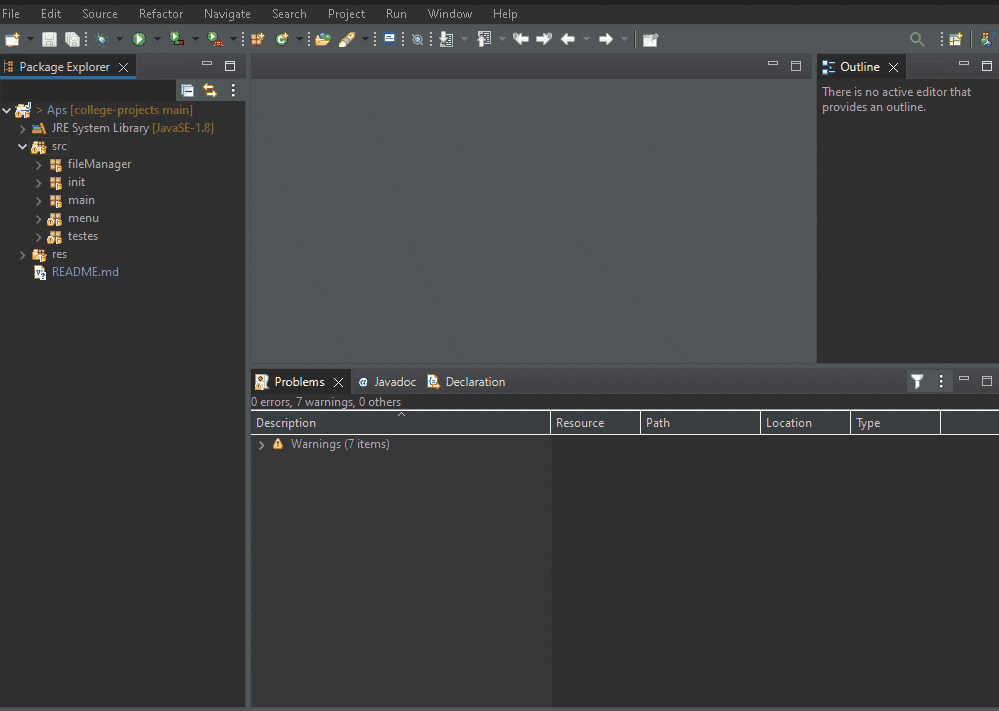 File Edit Source Refactor Navigate Search Project Run Window Help
Package Explorer
Outline
There is no active editor that
provides an outline.
> Aps [college-projects main]
JRE System Library [JavaSE-1.8]
src
fileManager
init
main
menu
testes
res
README.md
Problems Javadoc Declaration
0 errors, 7 warnings, 0 others
Description Resource Path Location Type
Warnings (7 items)